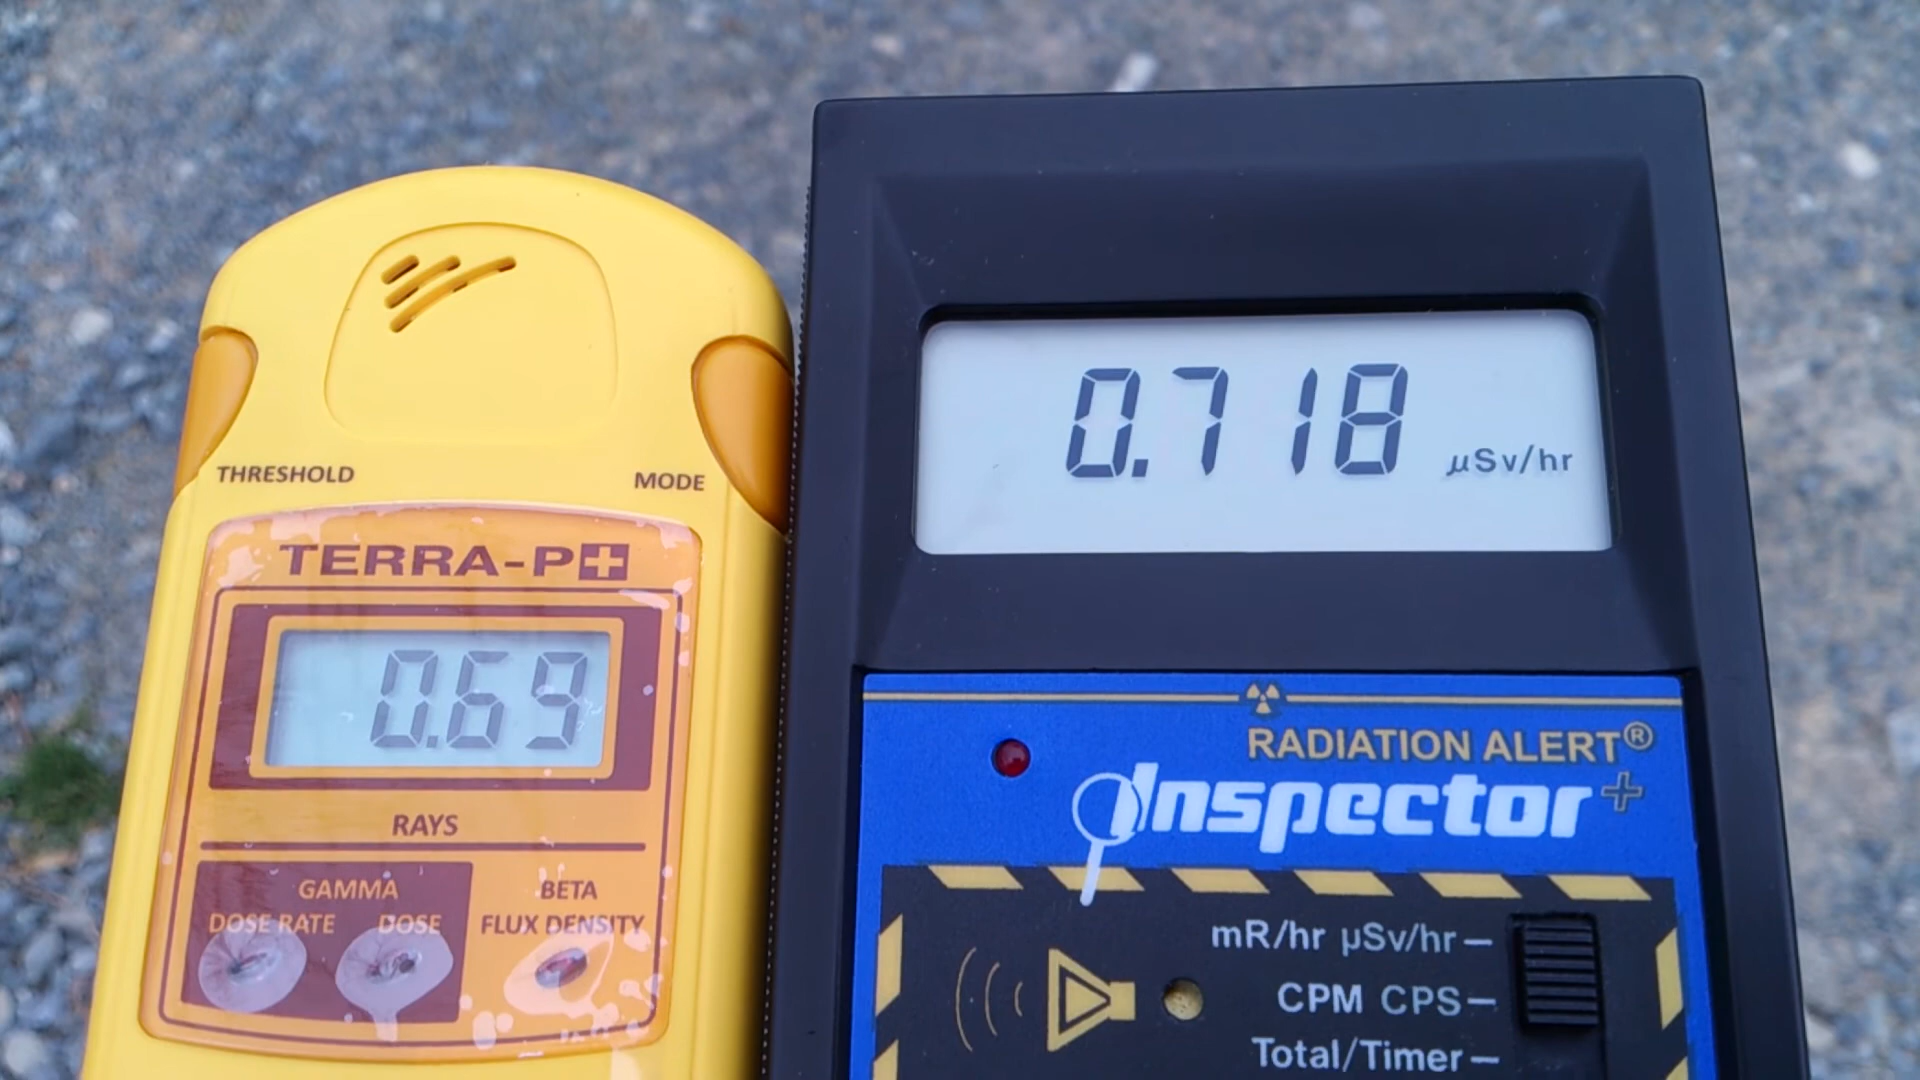 THRESHOLD
MODE
TERRA-P+
0.69
RAYS
GAMMA
DOSE RATE DOSE
BETA
FLUX DENSITY
0.718 µSv/hr
RADIATION ALERT®
Inspector+
mR/hr µSv/hr
CPM CPS
Total/Timer